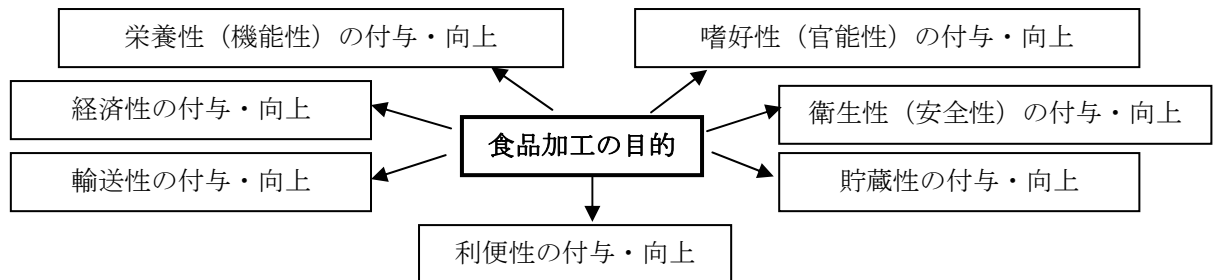 栄養性（機能性）の付与・向上
嗜好性（官能性）の付与・向上
経済性の付与・向上
衛生性（安全性）の付与・向上
食品加工の目的
輸送性の付与・向上
貯蔵性の付与・向上
利便性の付与・向上